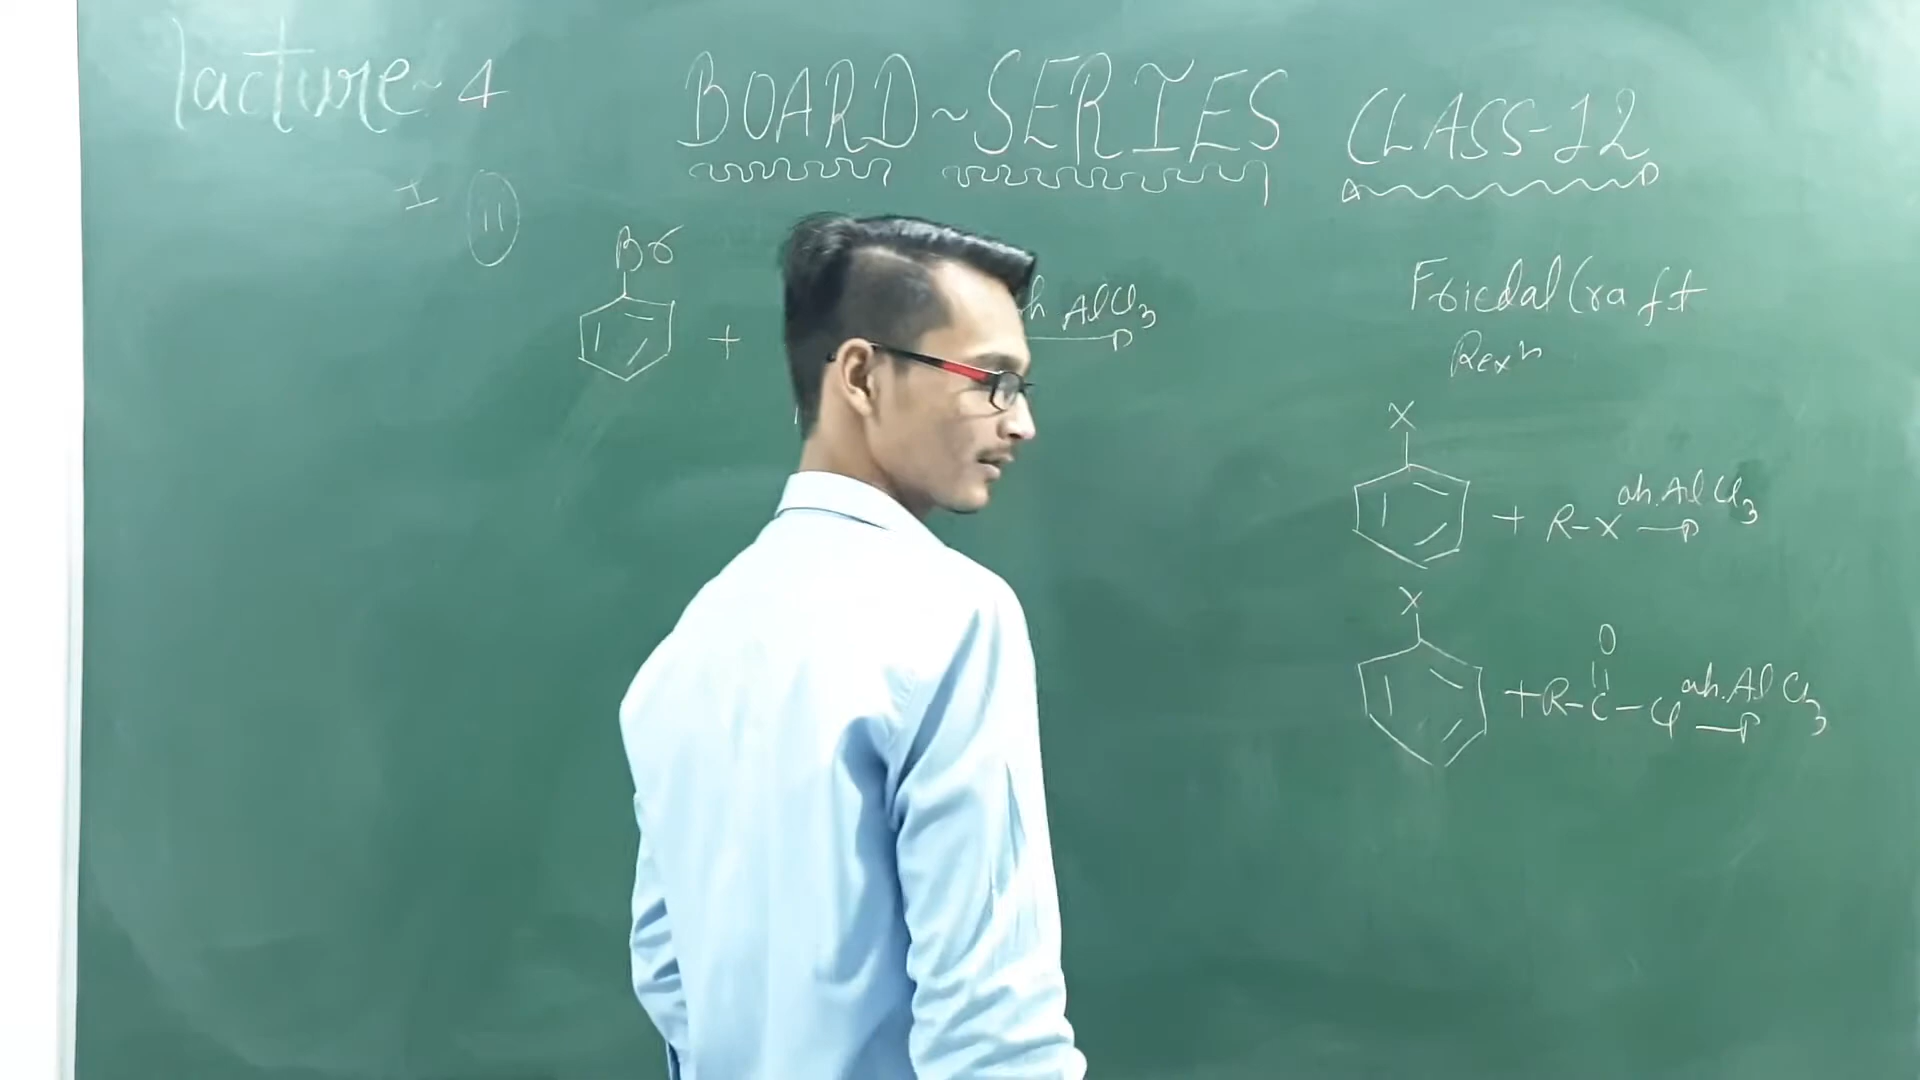 lacture~4
BOARD~SERIES CLASS-12
I
11
Br
+
h AlCl3
Friedal Craft
Rexn
X
+ R-X ah.AlCl3
X
O
+R-C-Cl ah.AlCl3